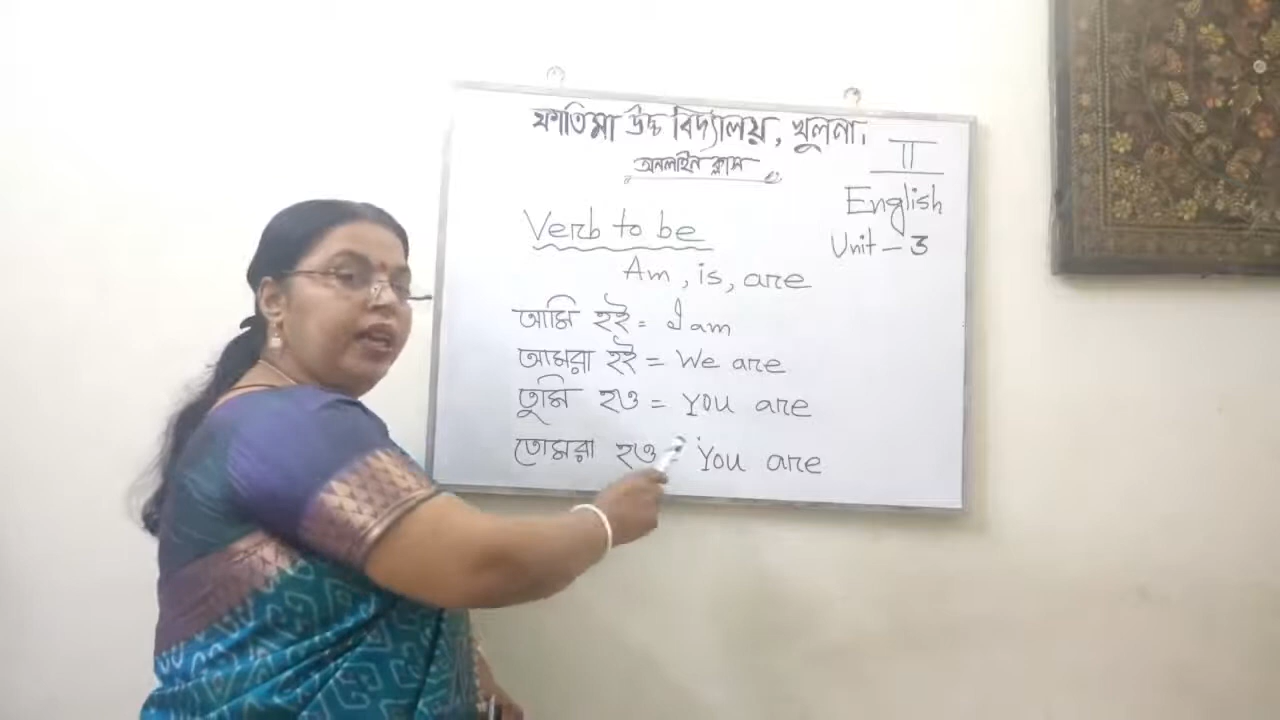 ফাতিমা উচ্চ বিদ্যালয়, খুলনা।
অনলাইন ক্লাস
II
English
Unit - 3
Verb to be
Am, is, are
আমি হই = I am
আমরা হই = We are
তুমি হও = You are
তোমরা হও = You are